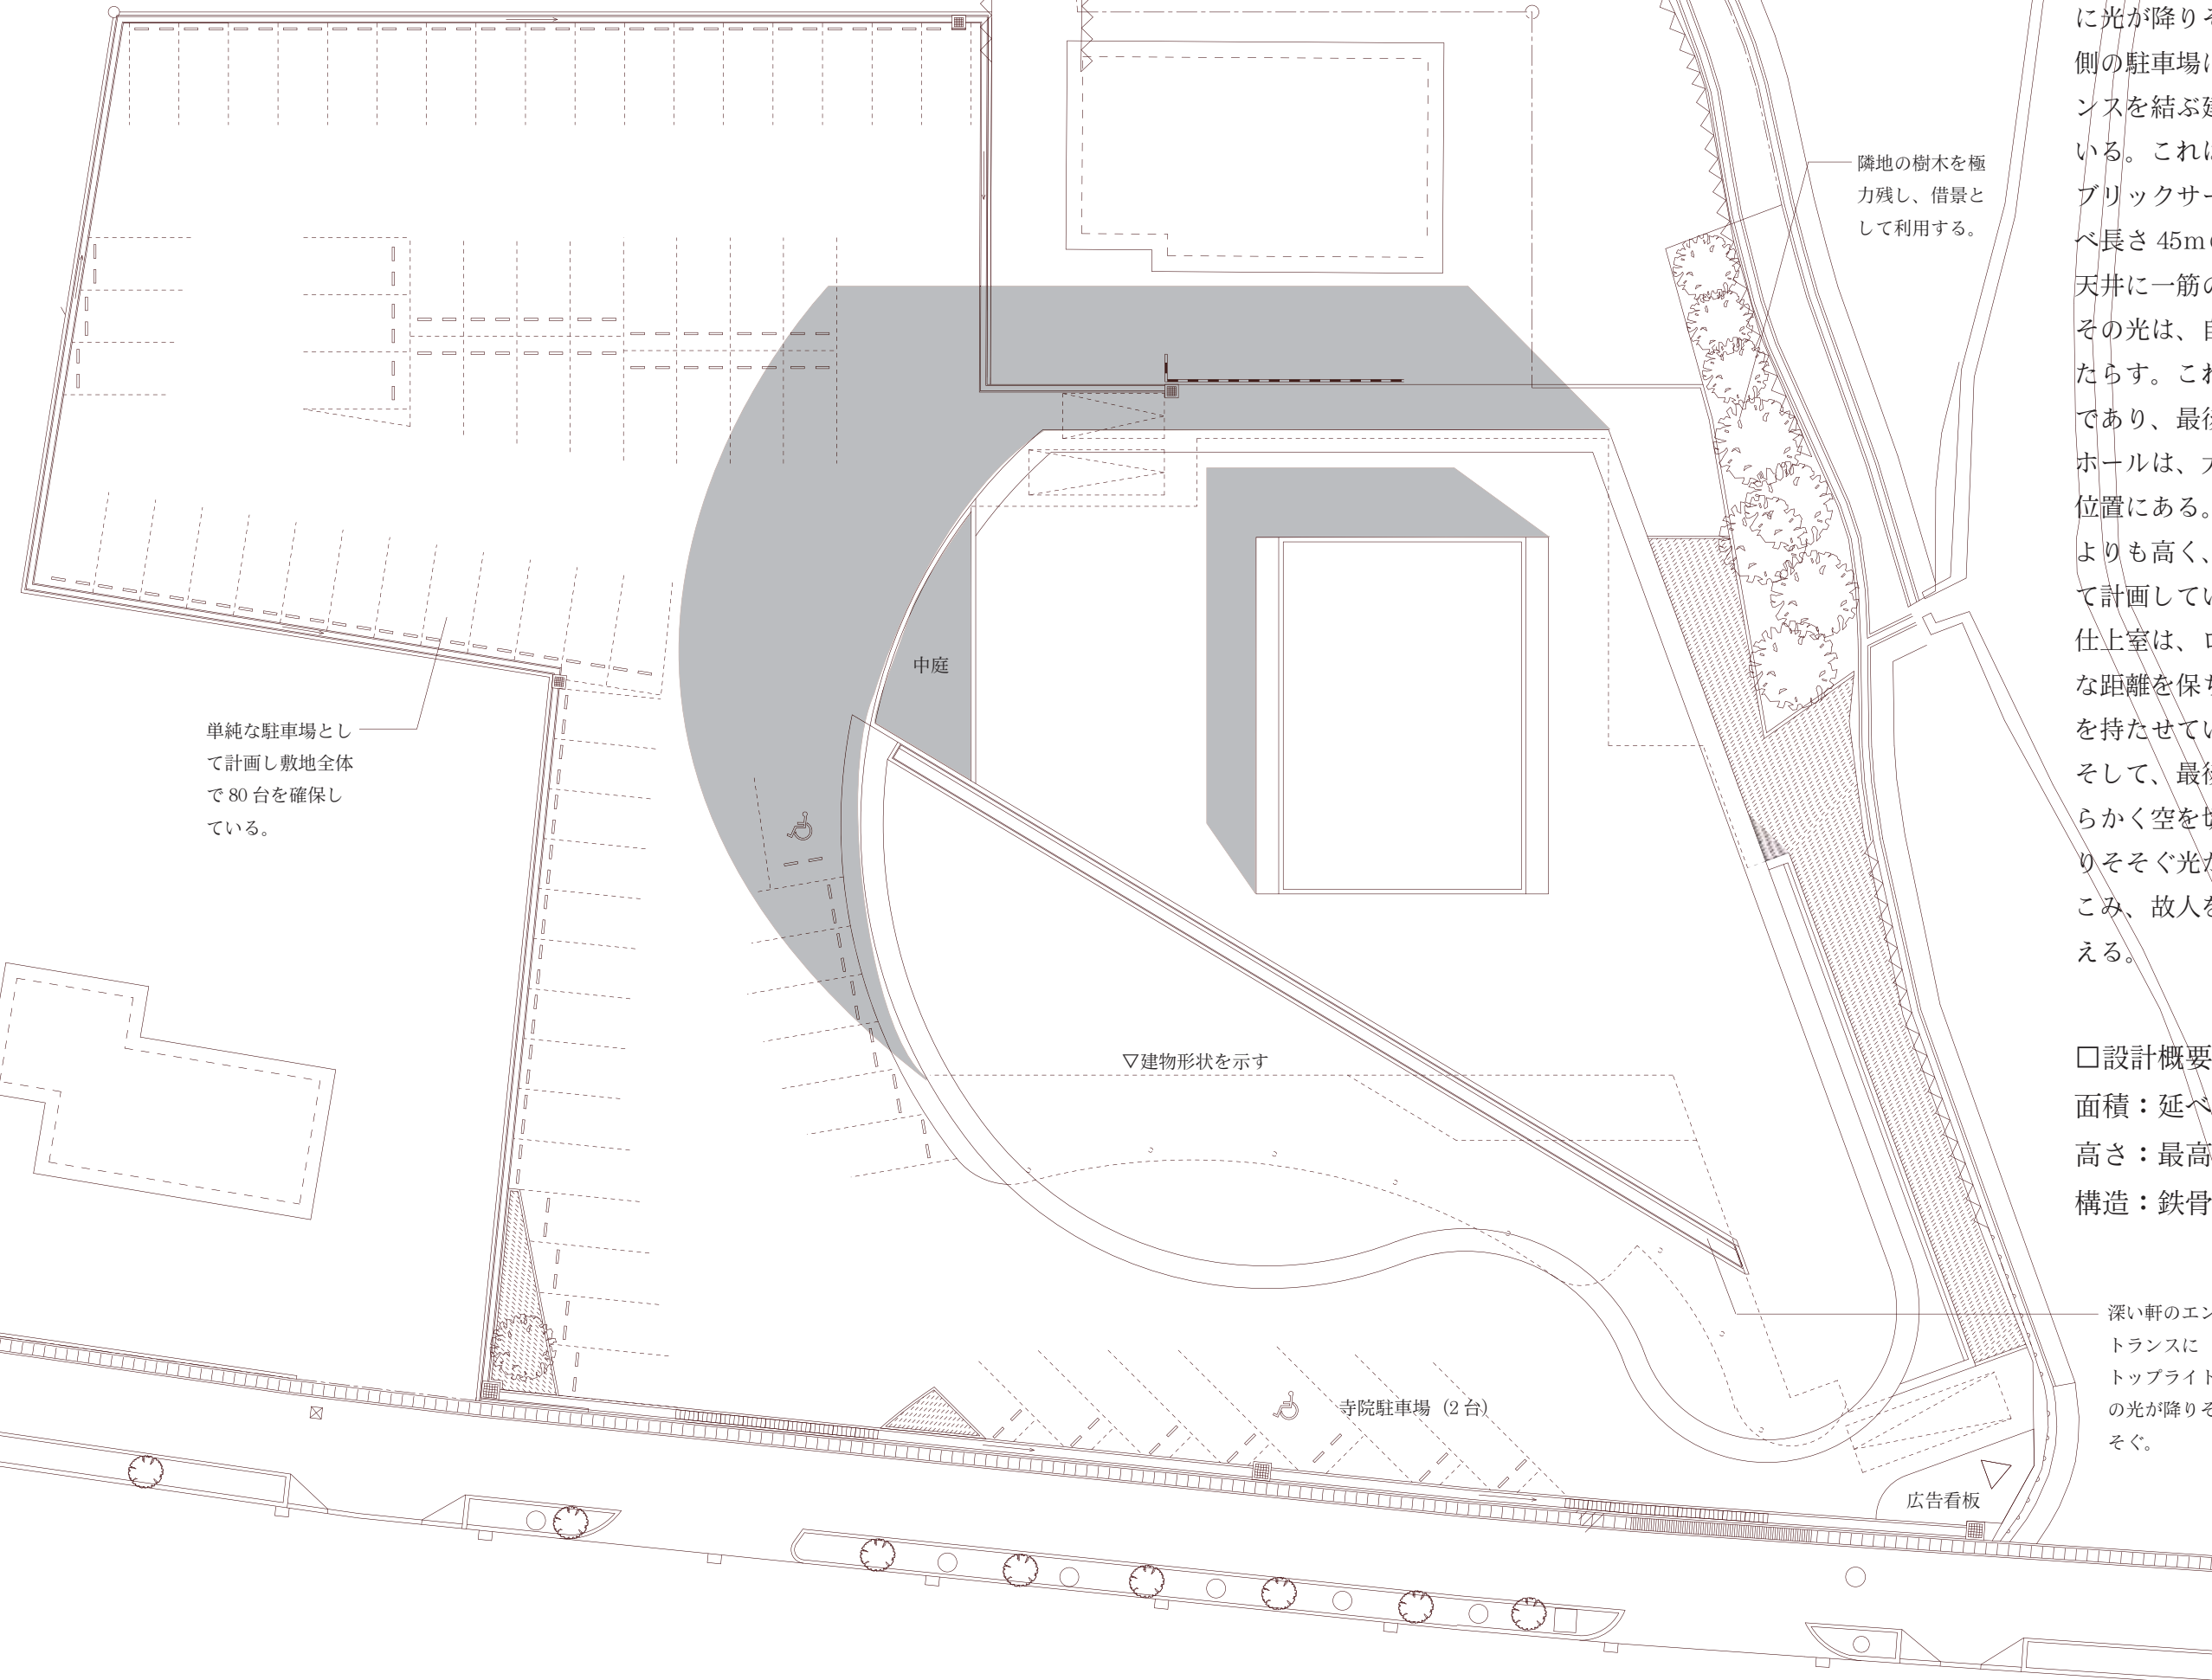 隣地の樹木を極
力残し、借景と
して利用する。
中庭
単純な駐車場とし
て計画し敷地全体
で 80 台を確保し
ている。
▽建物形状を示す
寺院駐車場（2 台）
広告看板
深い軒のエン
トランスに
トップライト
の光が降りそ
そぐ。
に光が降りそ
側の駐車場に
ンスを結ぶ建
いる。これは
ブリックサー
べ長さ 45m
天井に一筋の
その光は、自
たらす。これ
であり、最後
ホールは、
位置にある。
よりも高く、
て計画してい
仕上室は、ロ
な距離を保ち
を持たせてい
そして、最後
らかく空を切
りそそぐ光が
こみ、故人を
える。
□設計概要
面積：延べ
高さ：最高
構造：鉄骨